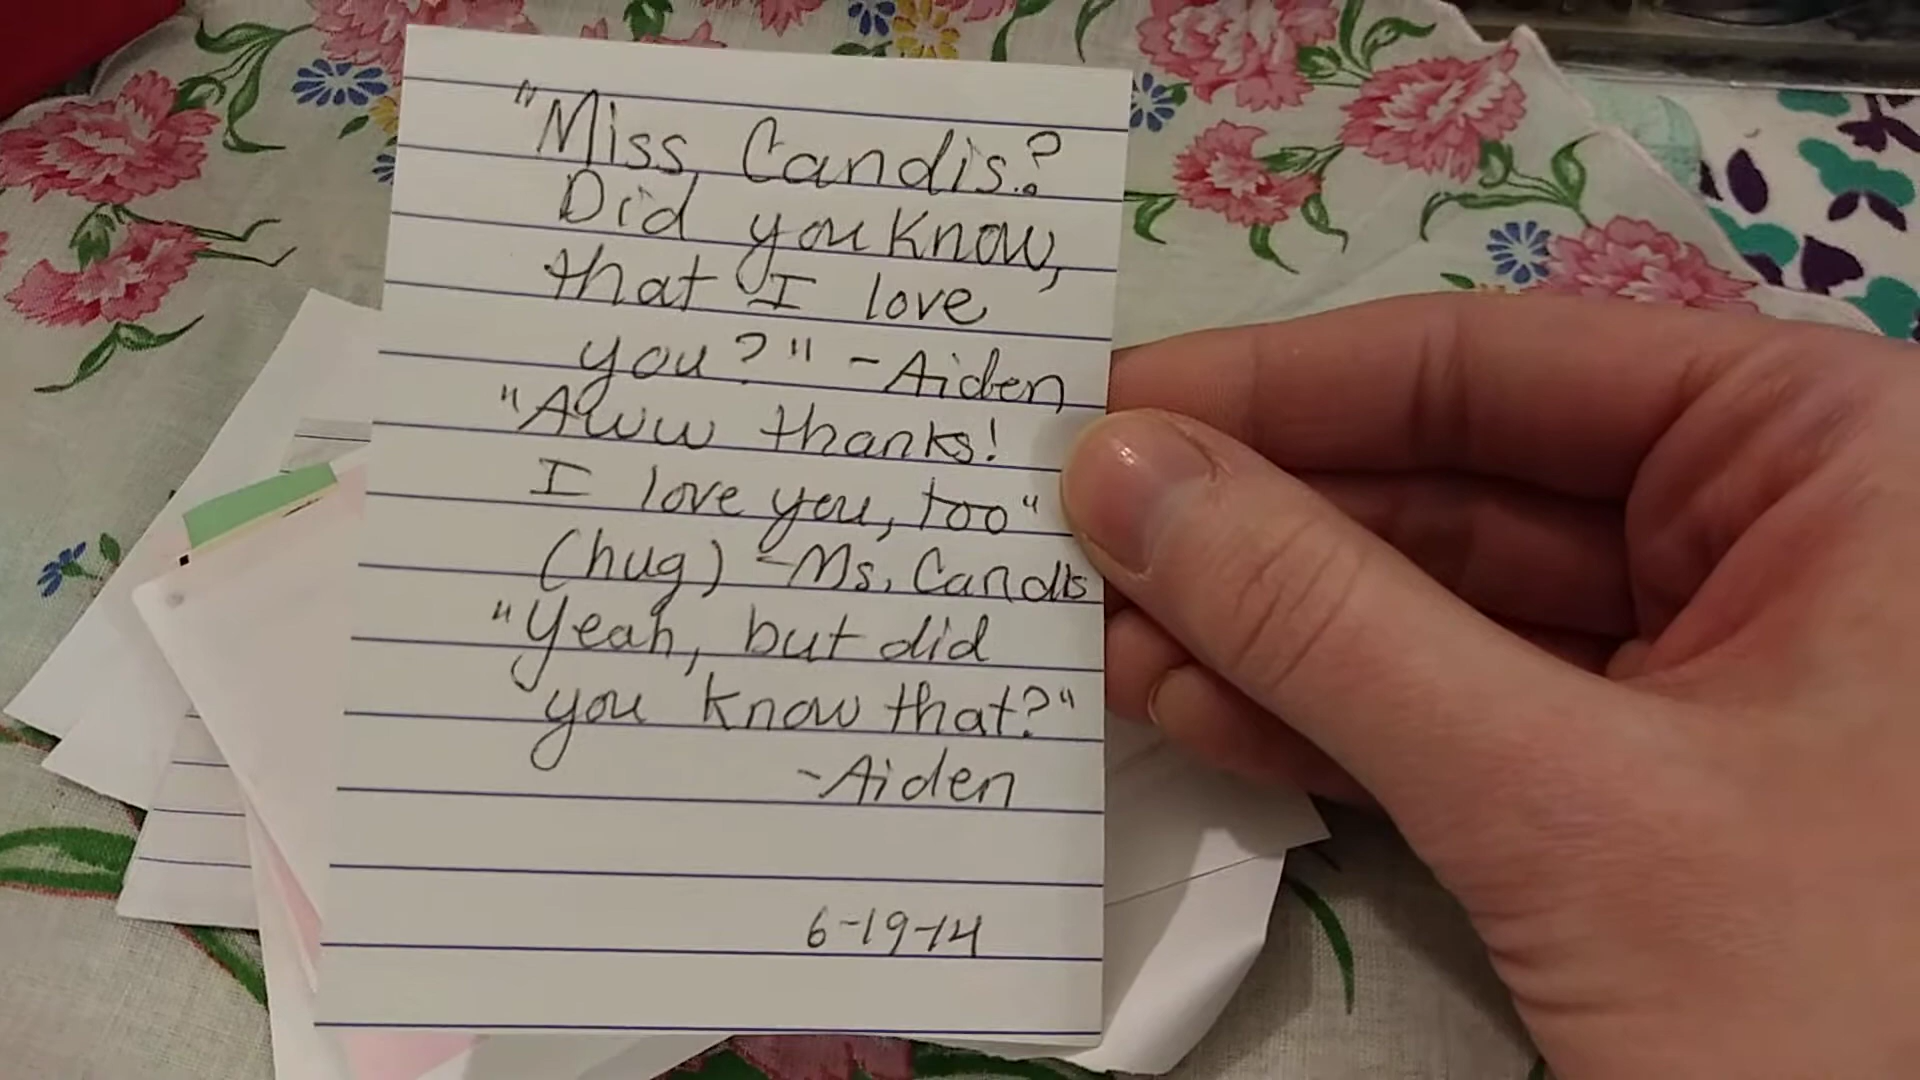 "Miss Candis?
Did you know,
that I love
you?" -Aiden
"Aww thanks!
I love you, too"
(hug) -Ms. Candis
"Yeah, but did
you know that?"
-Aiden
6-19-14